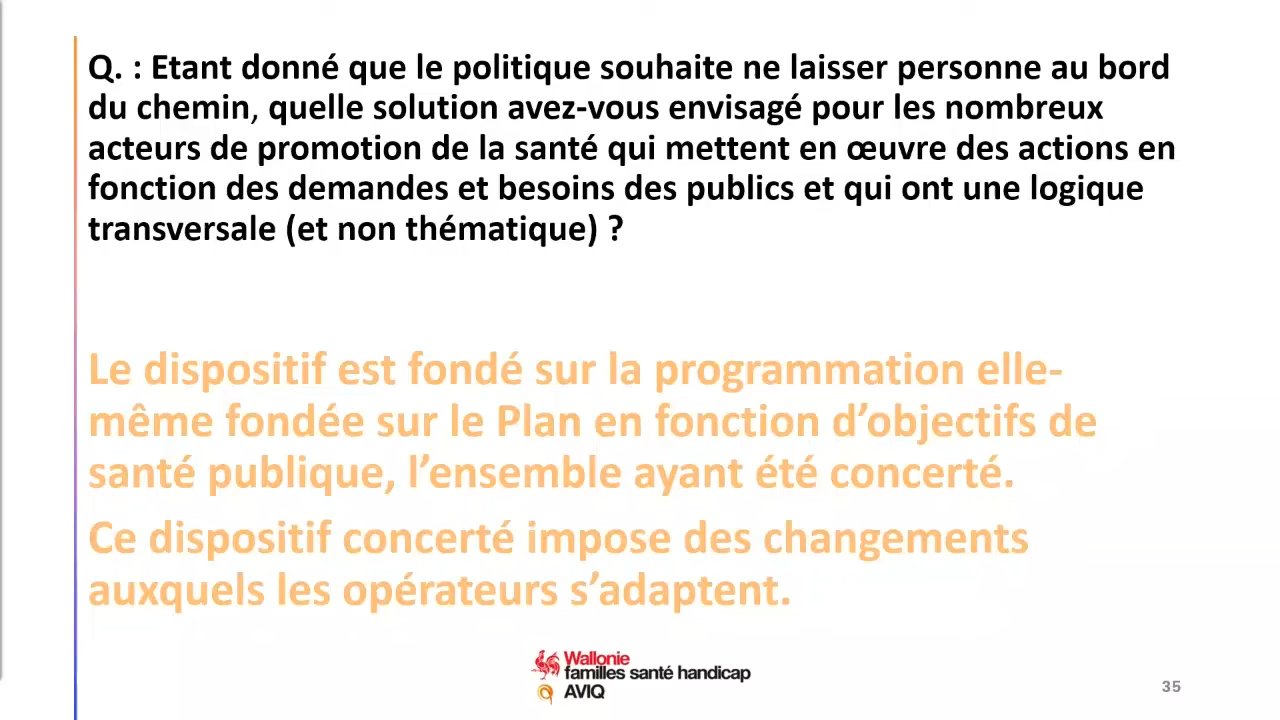 Q. : Etant donné que le politique souhaite ne laisser personne au bord
du chemin, quelle solution avez-vous envisagé pour les nombreux
acteurs de promotion de la santé qui mettent en œuvre des actions en
fonction des demandes et besoins des publics et qui ont une logique
transversale (et non thématique) ?
Le dispositif est fondé sur la programmation elle-
même fondée sur le Plan en fonction d’objectifs de
santé publique, l’ensemble ayant été concerté.
Ce dispositif concerté impose des changements
auxquels les opérateurs s’adaptent.
Wallonie
familles santé handicap
AVIQ
35